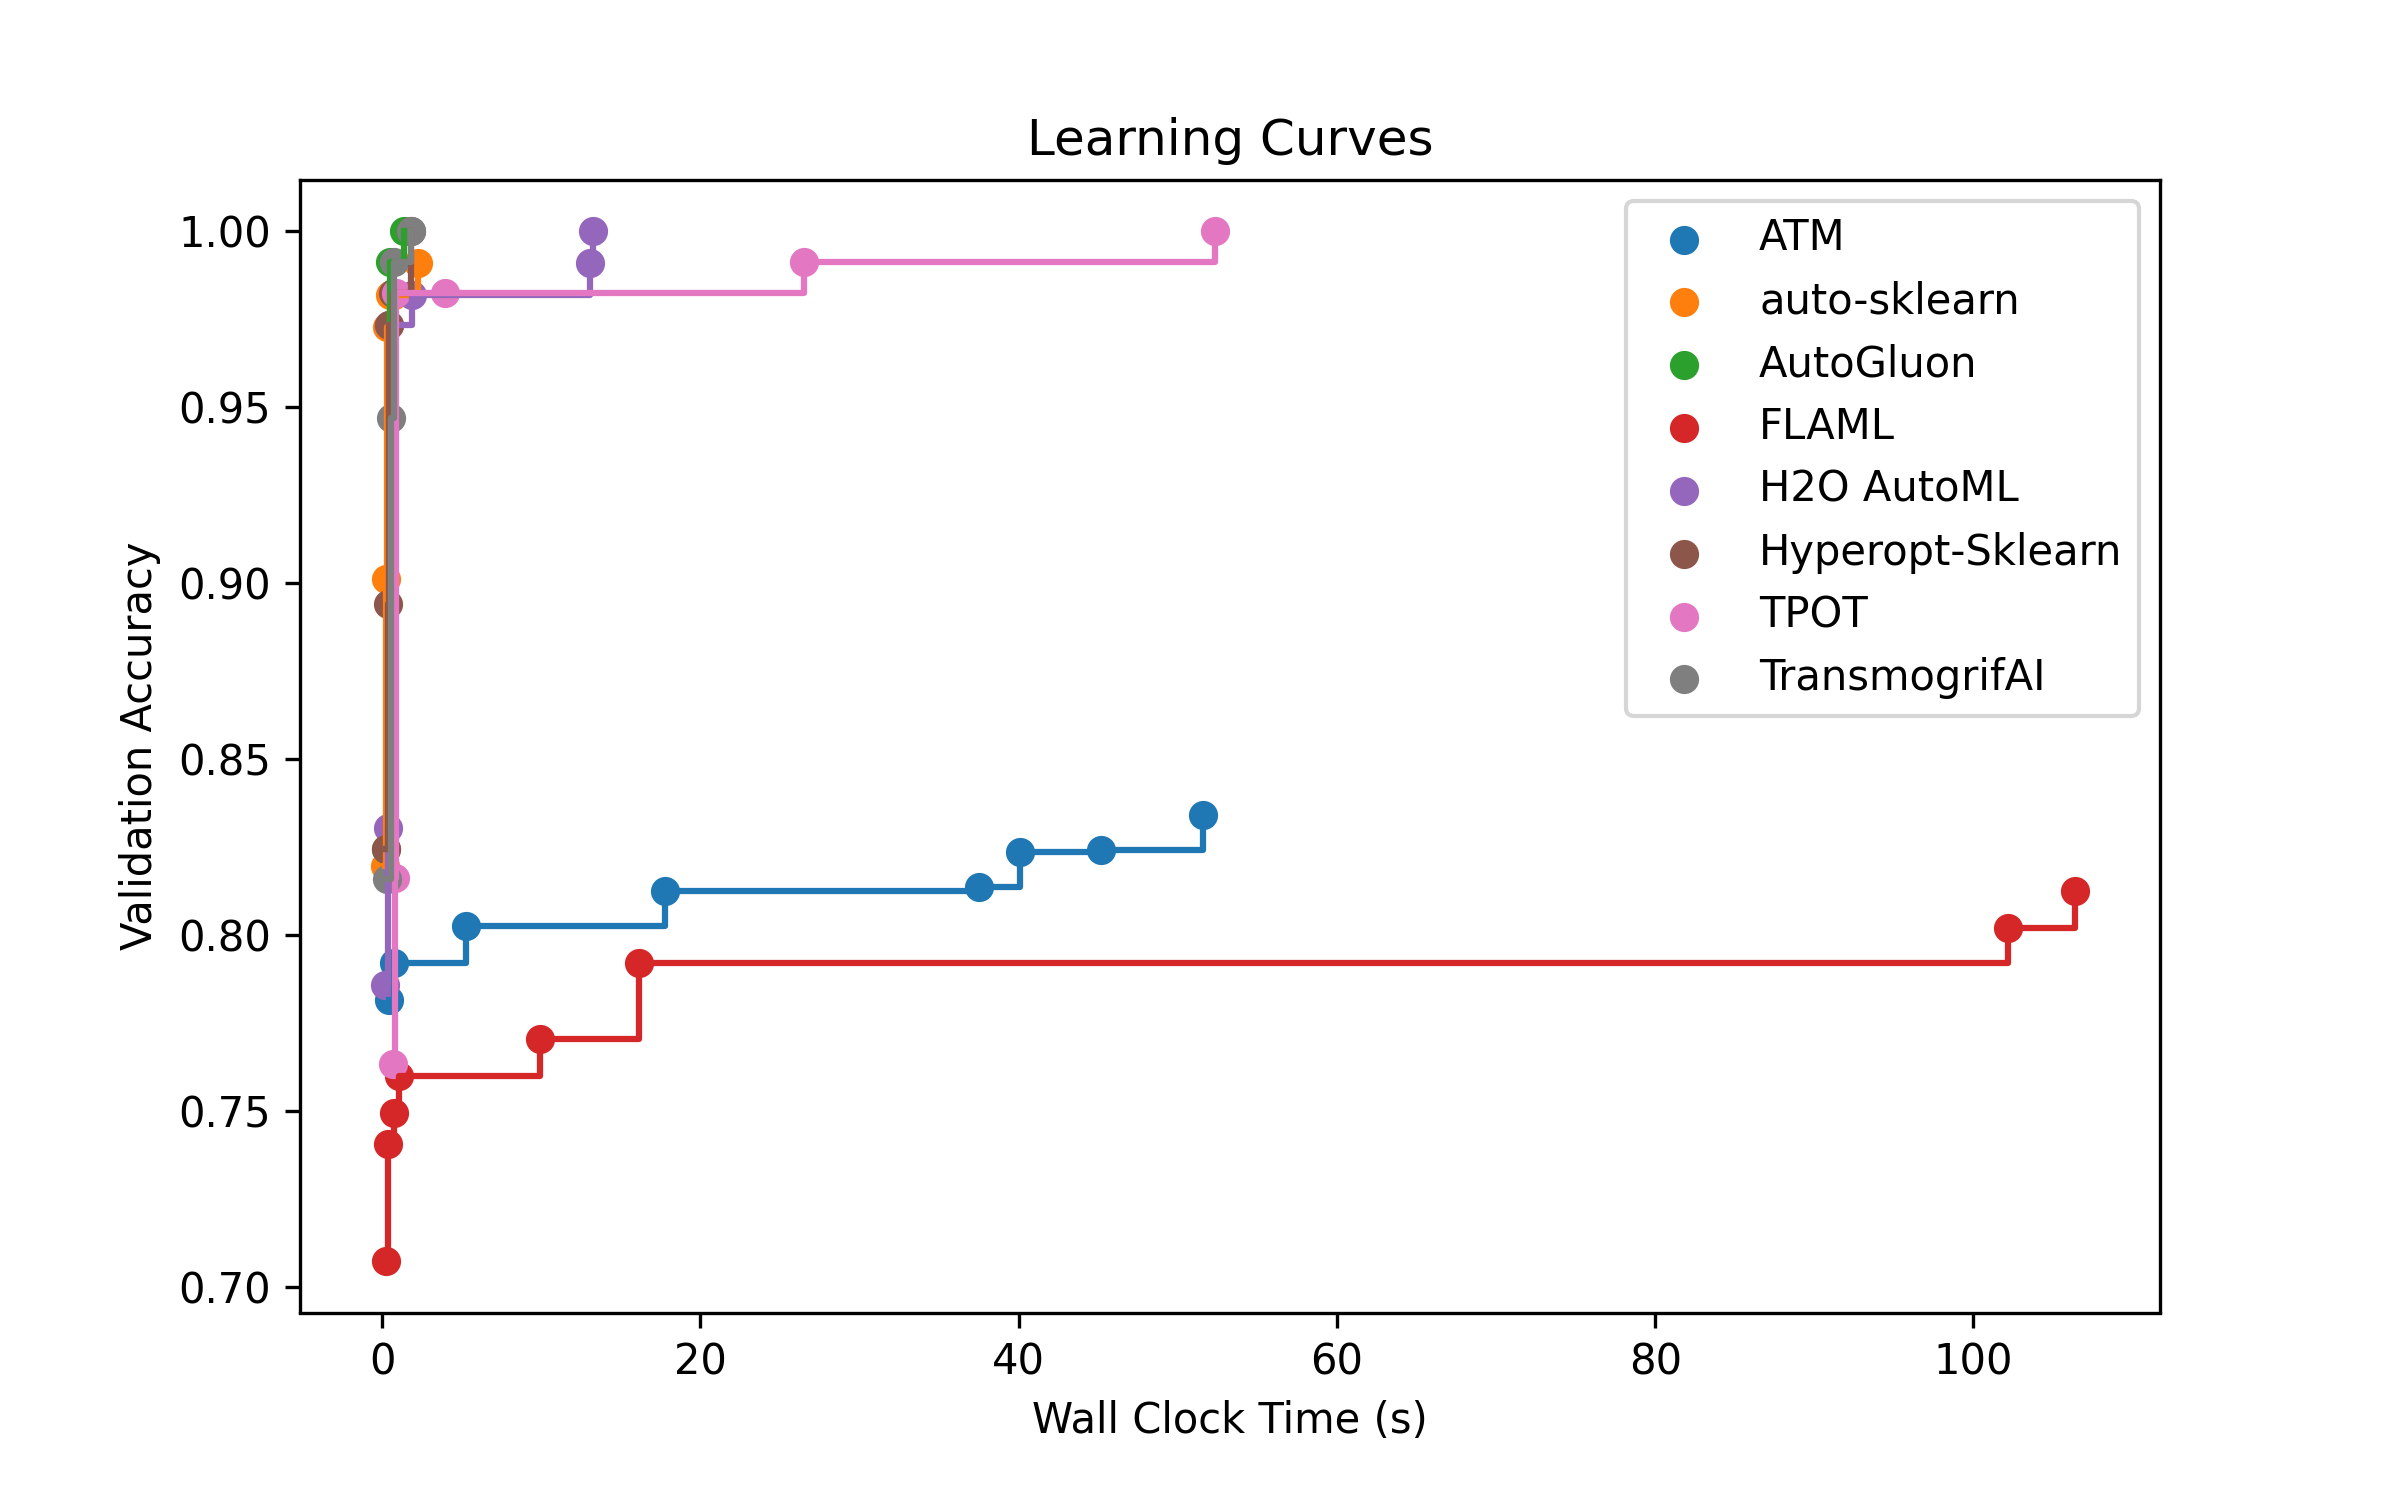 Learning Curves
1.00
0.95
0.90
0.85
0.80
0.75
0.70
Validation Accuracy
ATM
auto-sklearn
AutoGluon
FLAML
H2O AutoML
Hyperopt-Sklearn
TPOT
TransmogrifAI
0 20 40 60 80 100
Wall Clock Time (s)